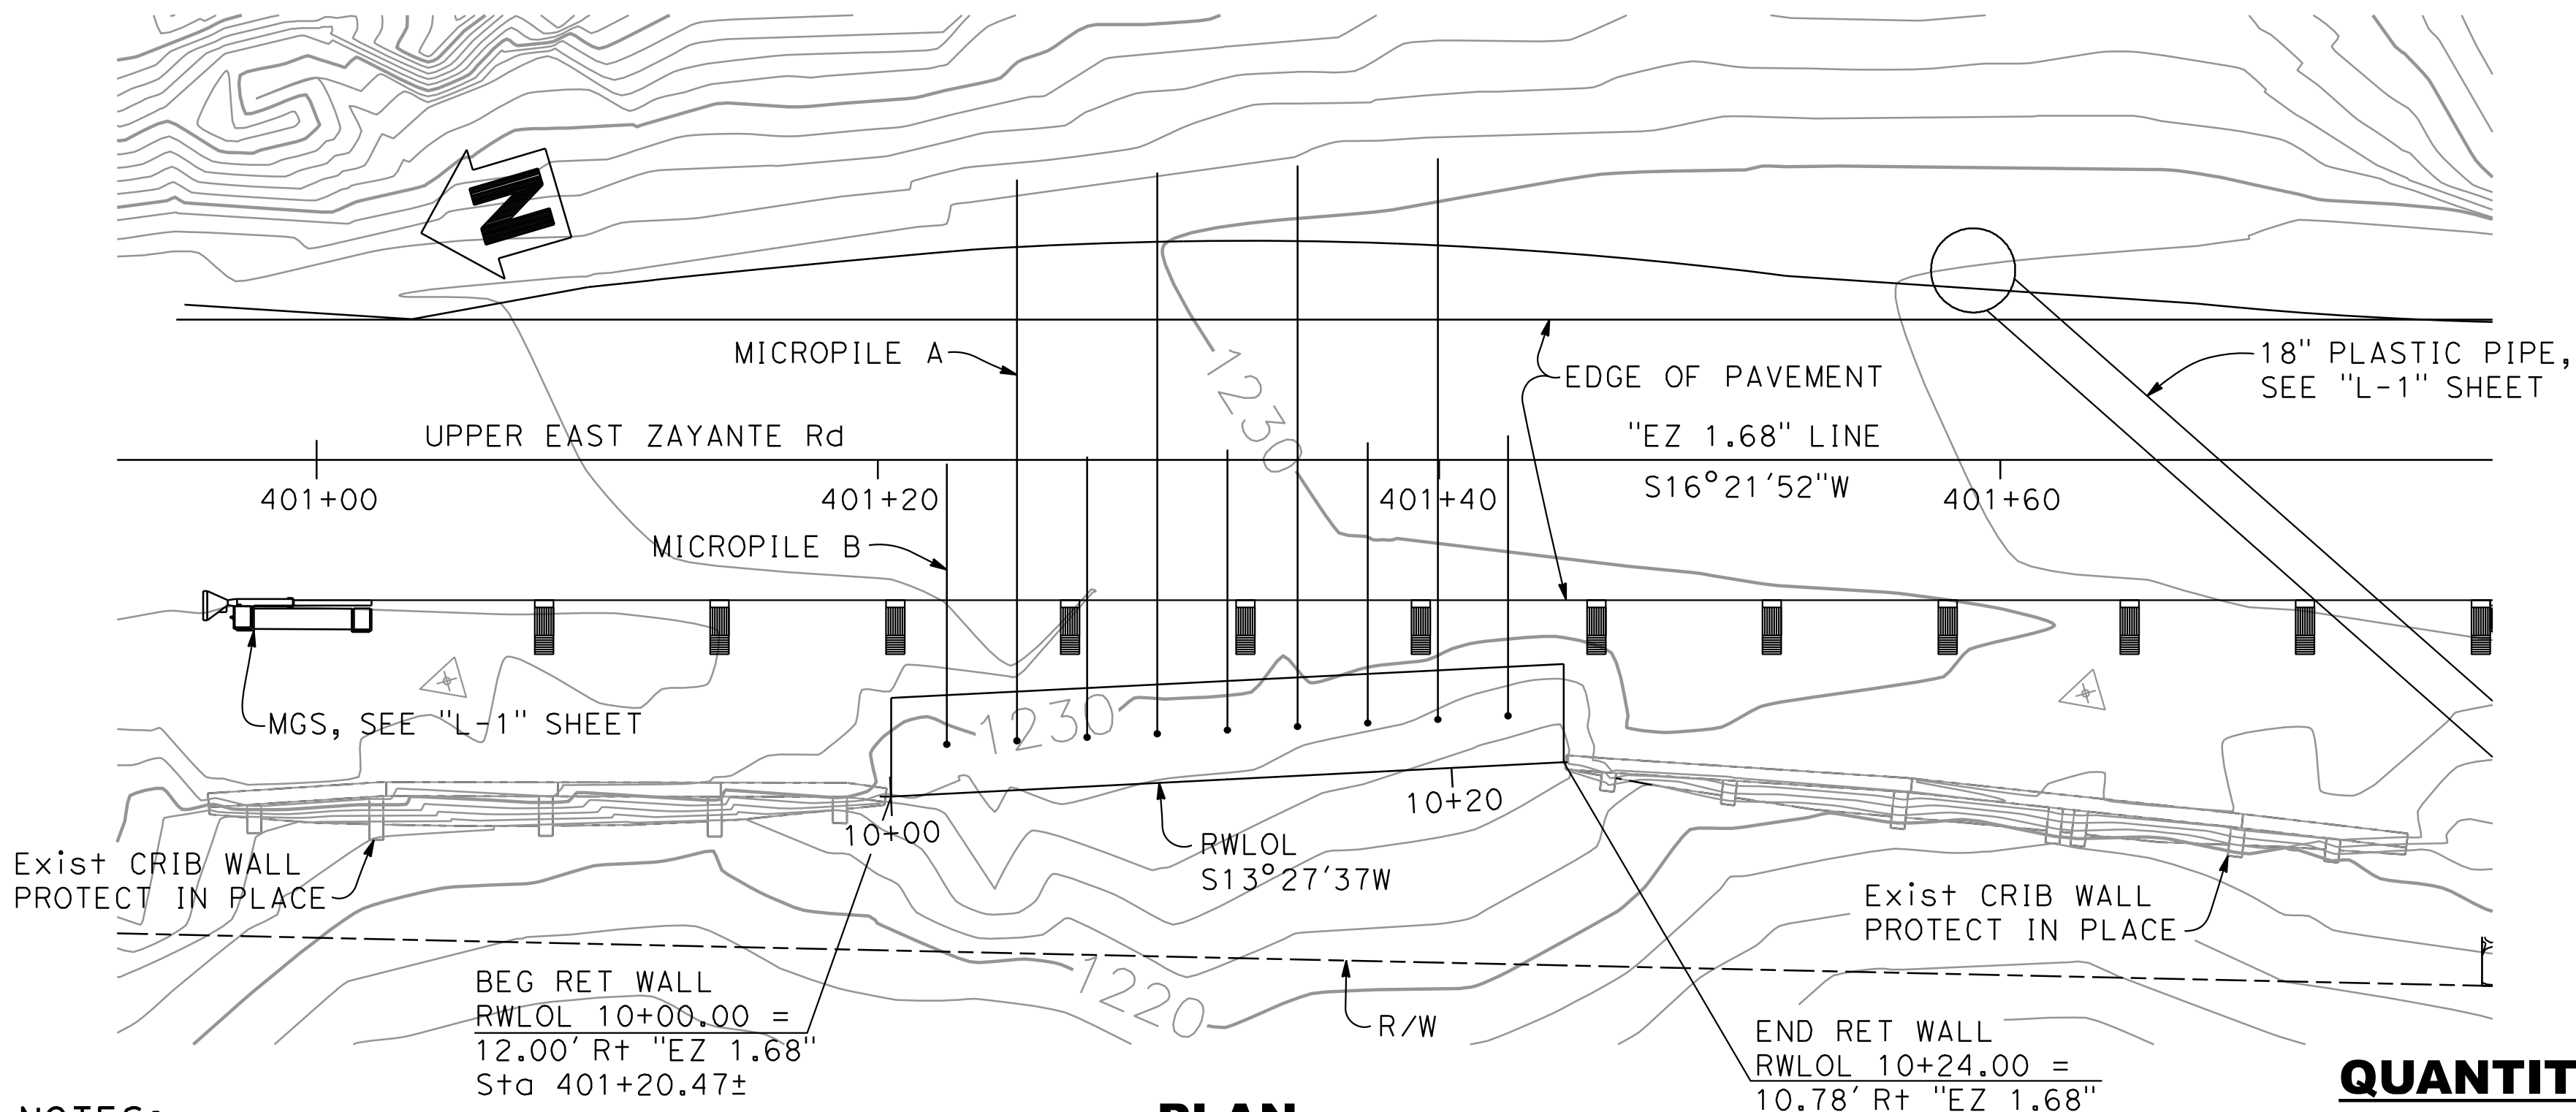 N
MICROPILE A
1230
EDGE OF PAVEMENT
18" PLASTIC PIPE,
SEE "L-1" SHEET
UPPER EAST ZAYANTE Rd
"EZ 1.68" LINE
S16°21'52"W
401+00
401+20
401+40
401+60
MICROPILE B
MGS, SEE "L-1" SHEET
1230
10+00
10+20
RWLOL
S13°27'37W
Exist CRIB WALL
PROTECT IN PLACE
Exist CRIB WALL
PROTECT IN PLACE
1220
BEG RET WALL
RWLOL 10+00.00 =
12.00' Rt "EZ 1.68"
Sta 401+20.47±
R/W
END RET WALL
RWLOL 10+24.00 =
10.78' Rt "EZ 1.68"
QUANTIT
NOTES:
PLAN